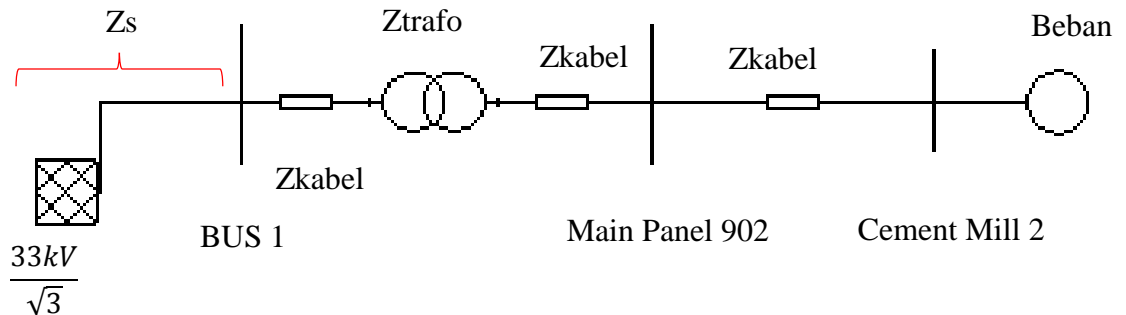 Zs
Ztrafo
Beban
Zkabel
Zkabel
Zkabel
BUS 1
Main Panel 902
Cement Mill 2
33kV
√3